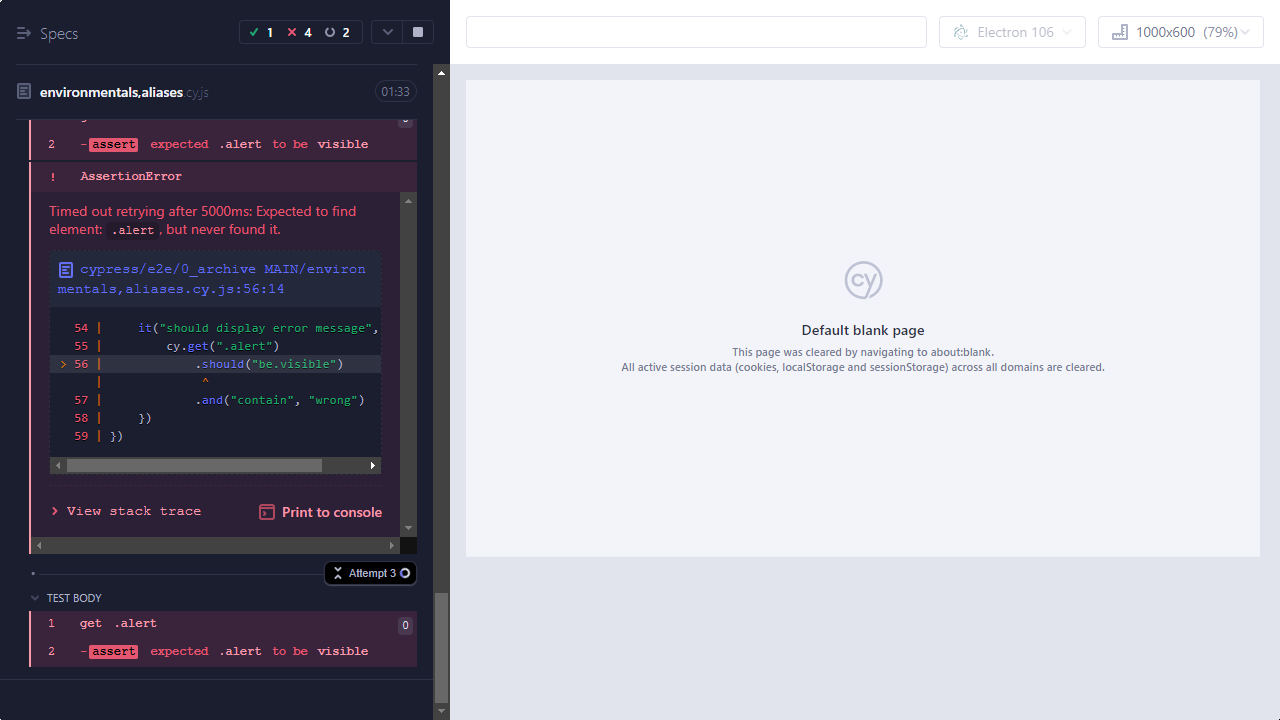 Specs
1 4 2
Electron 106
1000x600 (79%)
environmentals,aliases.cy.js
01:33
2 -assert expected .alert to be visible
! AssertionError
Timed out retrying after 5000ms: Expected to find
element: .alert, but never found it.
cypress/e2e/0_archive MAIN/environ
mentals,aliases.cy.js:56:14
54 | it("should display error message",
55 | cy.get(".alert")
> 56 | .should("be.visible")
| ^
57 | .and("contain", "wrong")
58 | })
59 | })
View stack trace
Print to console
Attempt 3
TEST BODY
1 get .alert 0
2 -assert expected .alert to be visible
cy
Default blank page
This page was cleared by navigating to about:blank.
All active session data (cookies, localStorage and sessionStorage) across all domains are cleared.